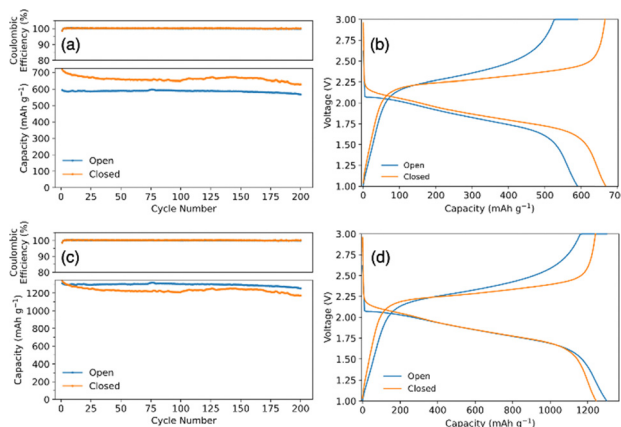 Coulombic
Efficiency (%)
100
90
80
(a)
Capacity (mAh g⁻¹)
700
600
500
400
300
200
100
0
Open
Closed
0
25
50
75
100
125
150
175
200
Cycle Number
(b)
Voltage (V)
3.00
2.75
2.50
2.25
2.00
1.75
1.50
1.25
1.00
Open
Closed
0
100
200
300
400
500
600
Capacity (mAh g⁻¹)
Coulombic
Efficiency (%)
100
90
80
(c)
Capacity (mAh g⁻¹)
1200
1000
800
600
400
200
0
Open
Closed
0
25
50
75
100
125
150
175
200
Cycle Number
(d)
Voltage (V)
3.00
2.75
2.50
2.25
2.00
1.75
1.50
1.25
1.00
Open
Closed
0
200
400
600
800
1000
1200
Capacity (mAh g⁻¹)